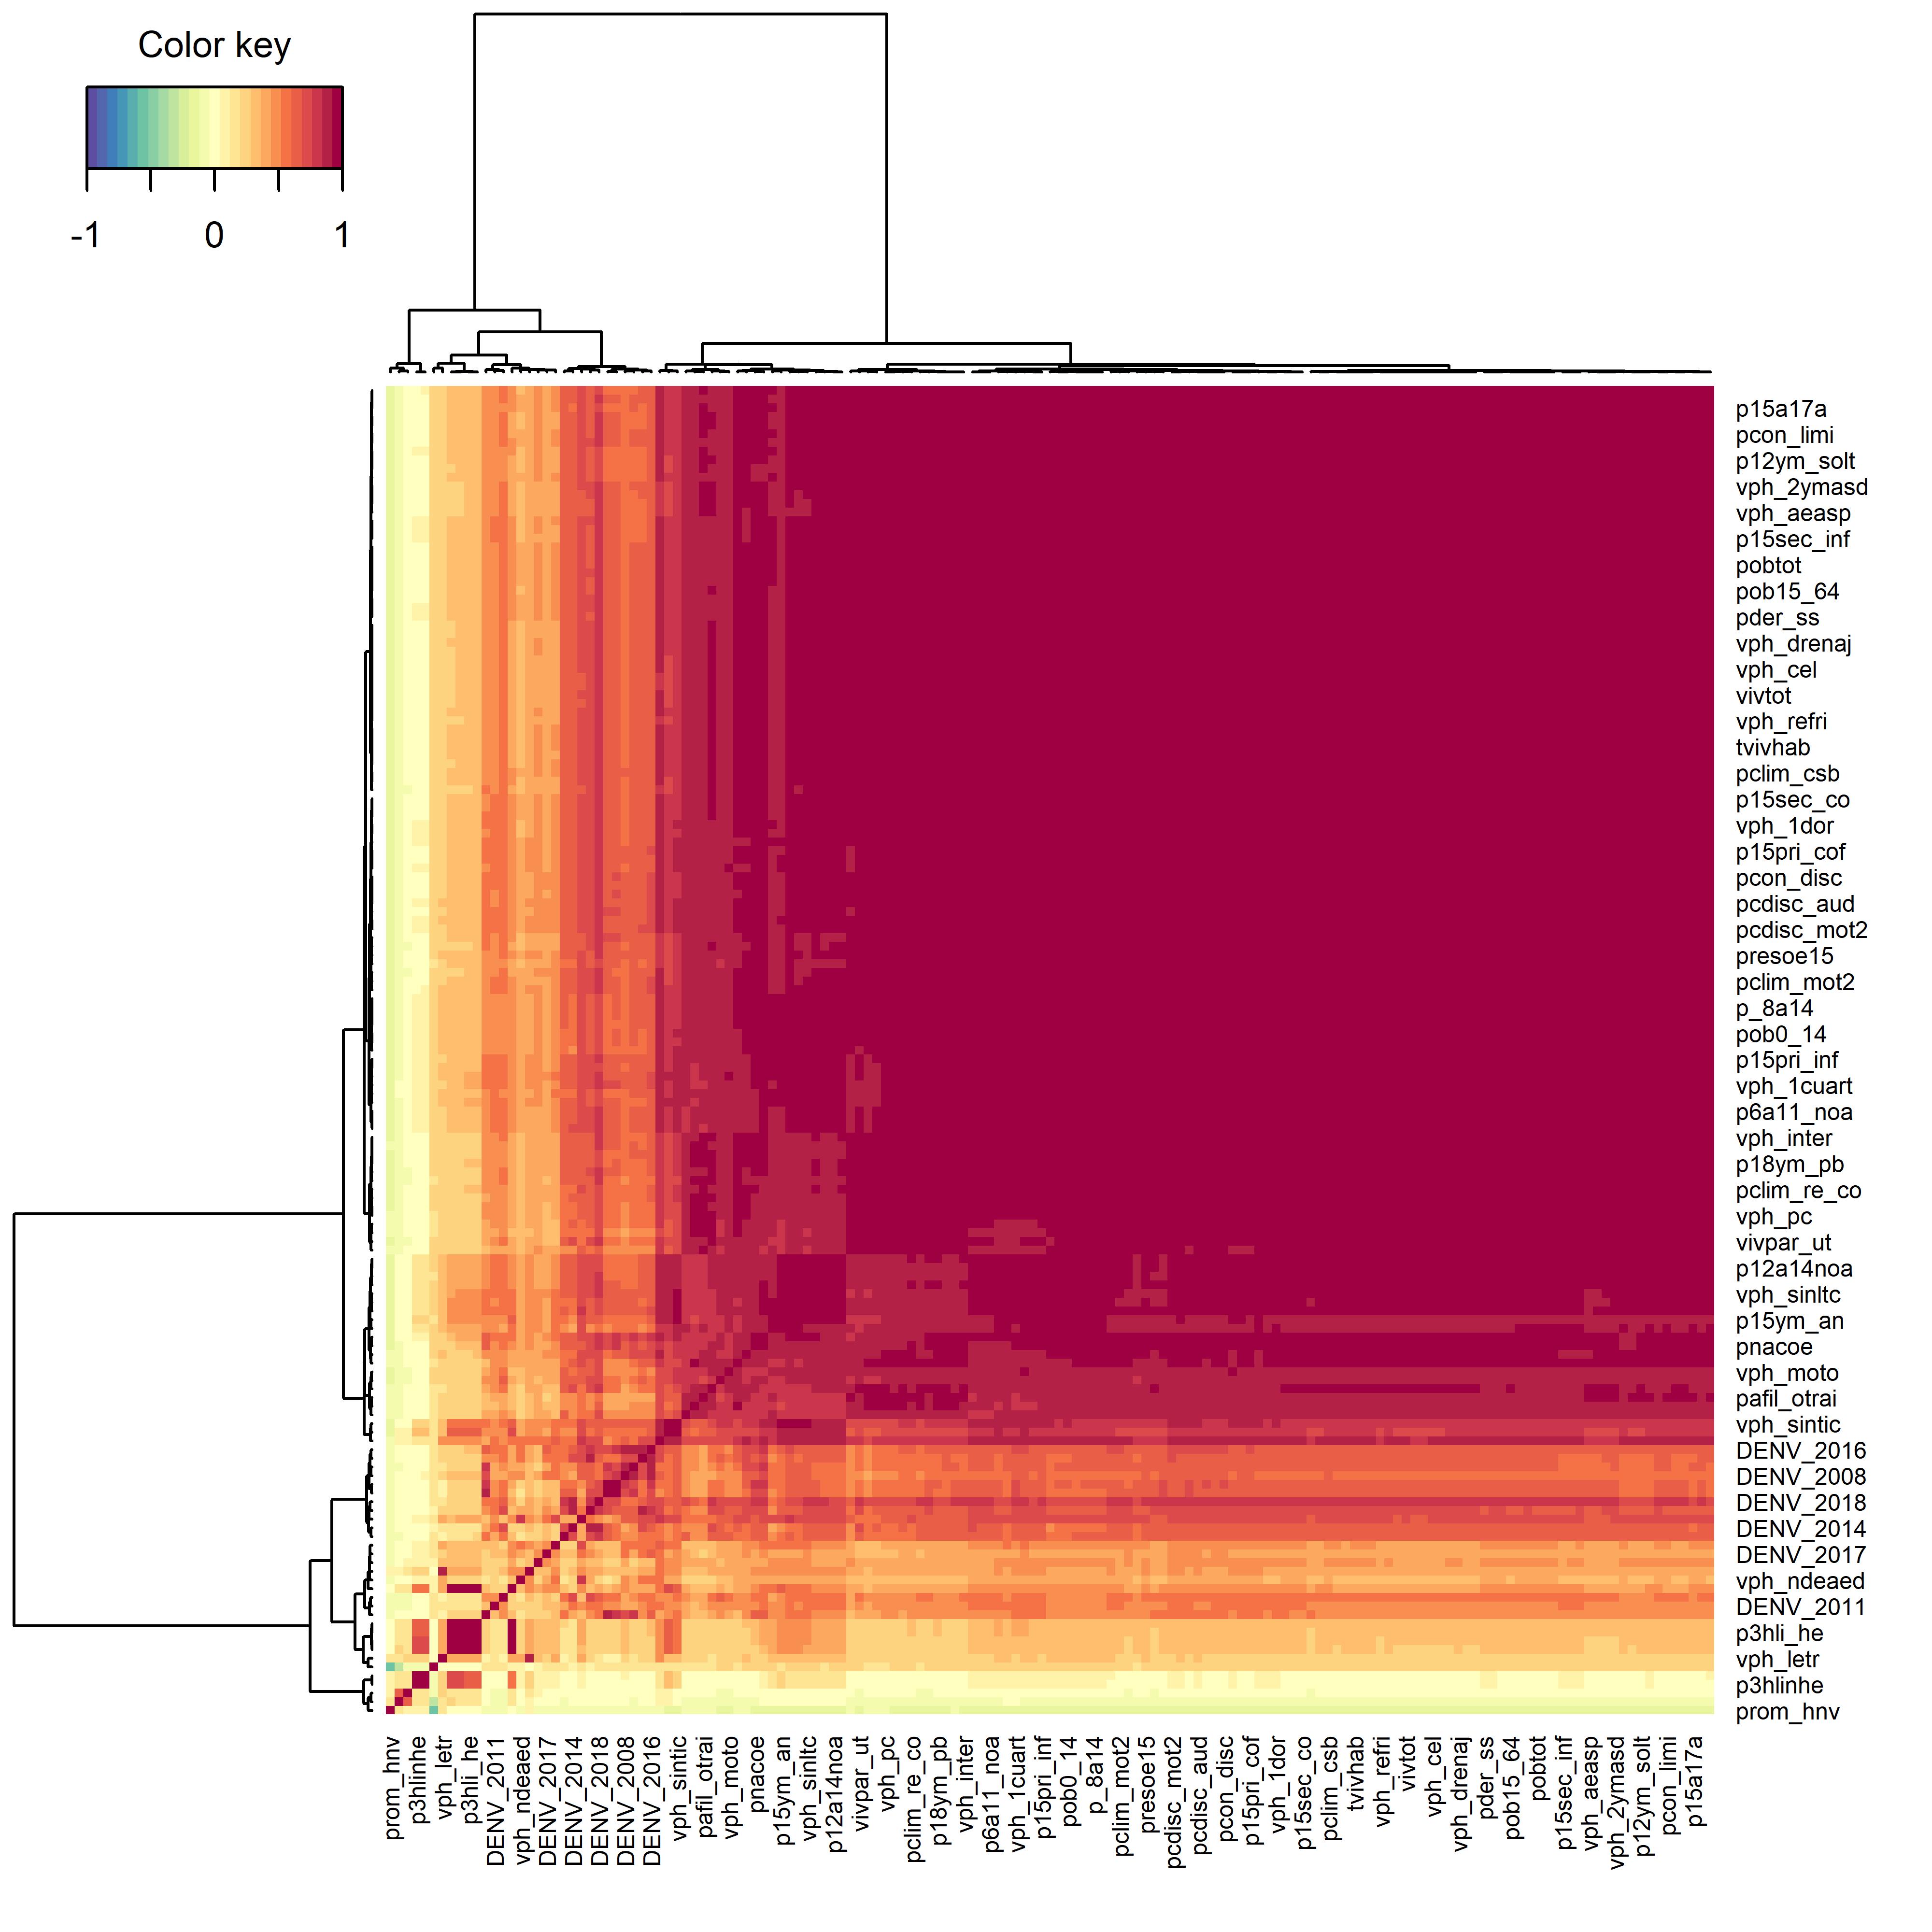 Color key
-1 0 1
p15a17a
pcon_limi
p12ym_solt
vph_2ymasd
vph_aeasp
p15sec_inf
pobtot
pob15_64
pder_ss
vph_drenaj
vph_cel
vivtot
vph_refri
tvivhab
pclim_csb
p15sec_co
vph_1dor
p15pri_cof
pcon_disc
pcdisc_aud
pcdisc_mot2
presoe15
pclim_mot2
p_8a14
pob0_14
p15pri_inf
vph_1cuart
p6a11_noa
vph_inter
p18ym_pb
pclim_re_co
vph_pc
vivpar_ut
p12a14noa
vph_sinltc
p15ym_an
pnacoe
vph_moto
pafil_otrai
vph_sintic
DENV_2016
DENV_2008
DENV_2018
DENV_2014
DENV_2017
vph_ndeaed
DENV_2011
p3hli_he
vph_letr
p3hlinhe
prom_hnv
prom_hnv
p3hlinhe
vph_letr
p3hli_he
DENV_2011
vph_ndeaed
DENV_2017
DENV_2014
DENV_2018
DENV_2008
DENV_2016
vph_sintic
pafil_otrai
vph_moto
pnacoe
p15ym_an
vph_sinltc
p12a14noa
vivpar_ut
vph_pc
pclim_re_co
p18ym_pb
vph_inter
p6a11_noa
vph_1cuart
p15pri_inf
pob0_14
p_8a14
pclim_mot2
presoe15
pcdisc_mot2
pcdisc_aud
pcon_disc
p15pri_cof
vph_1dor
p15sec_co
pclim_csb
tvivhab
vph_refri
vivtot
vph_cel
vph_drenaj
pder_ss
pob15_64
pobtot
p15sec_inf
vph_aeasp
vph_2ymasd
p12ym_solt
pcon_limi
p15a17a